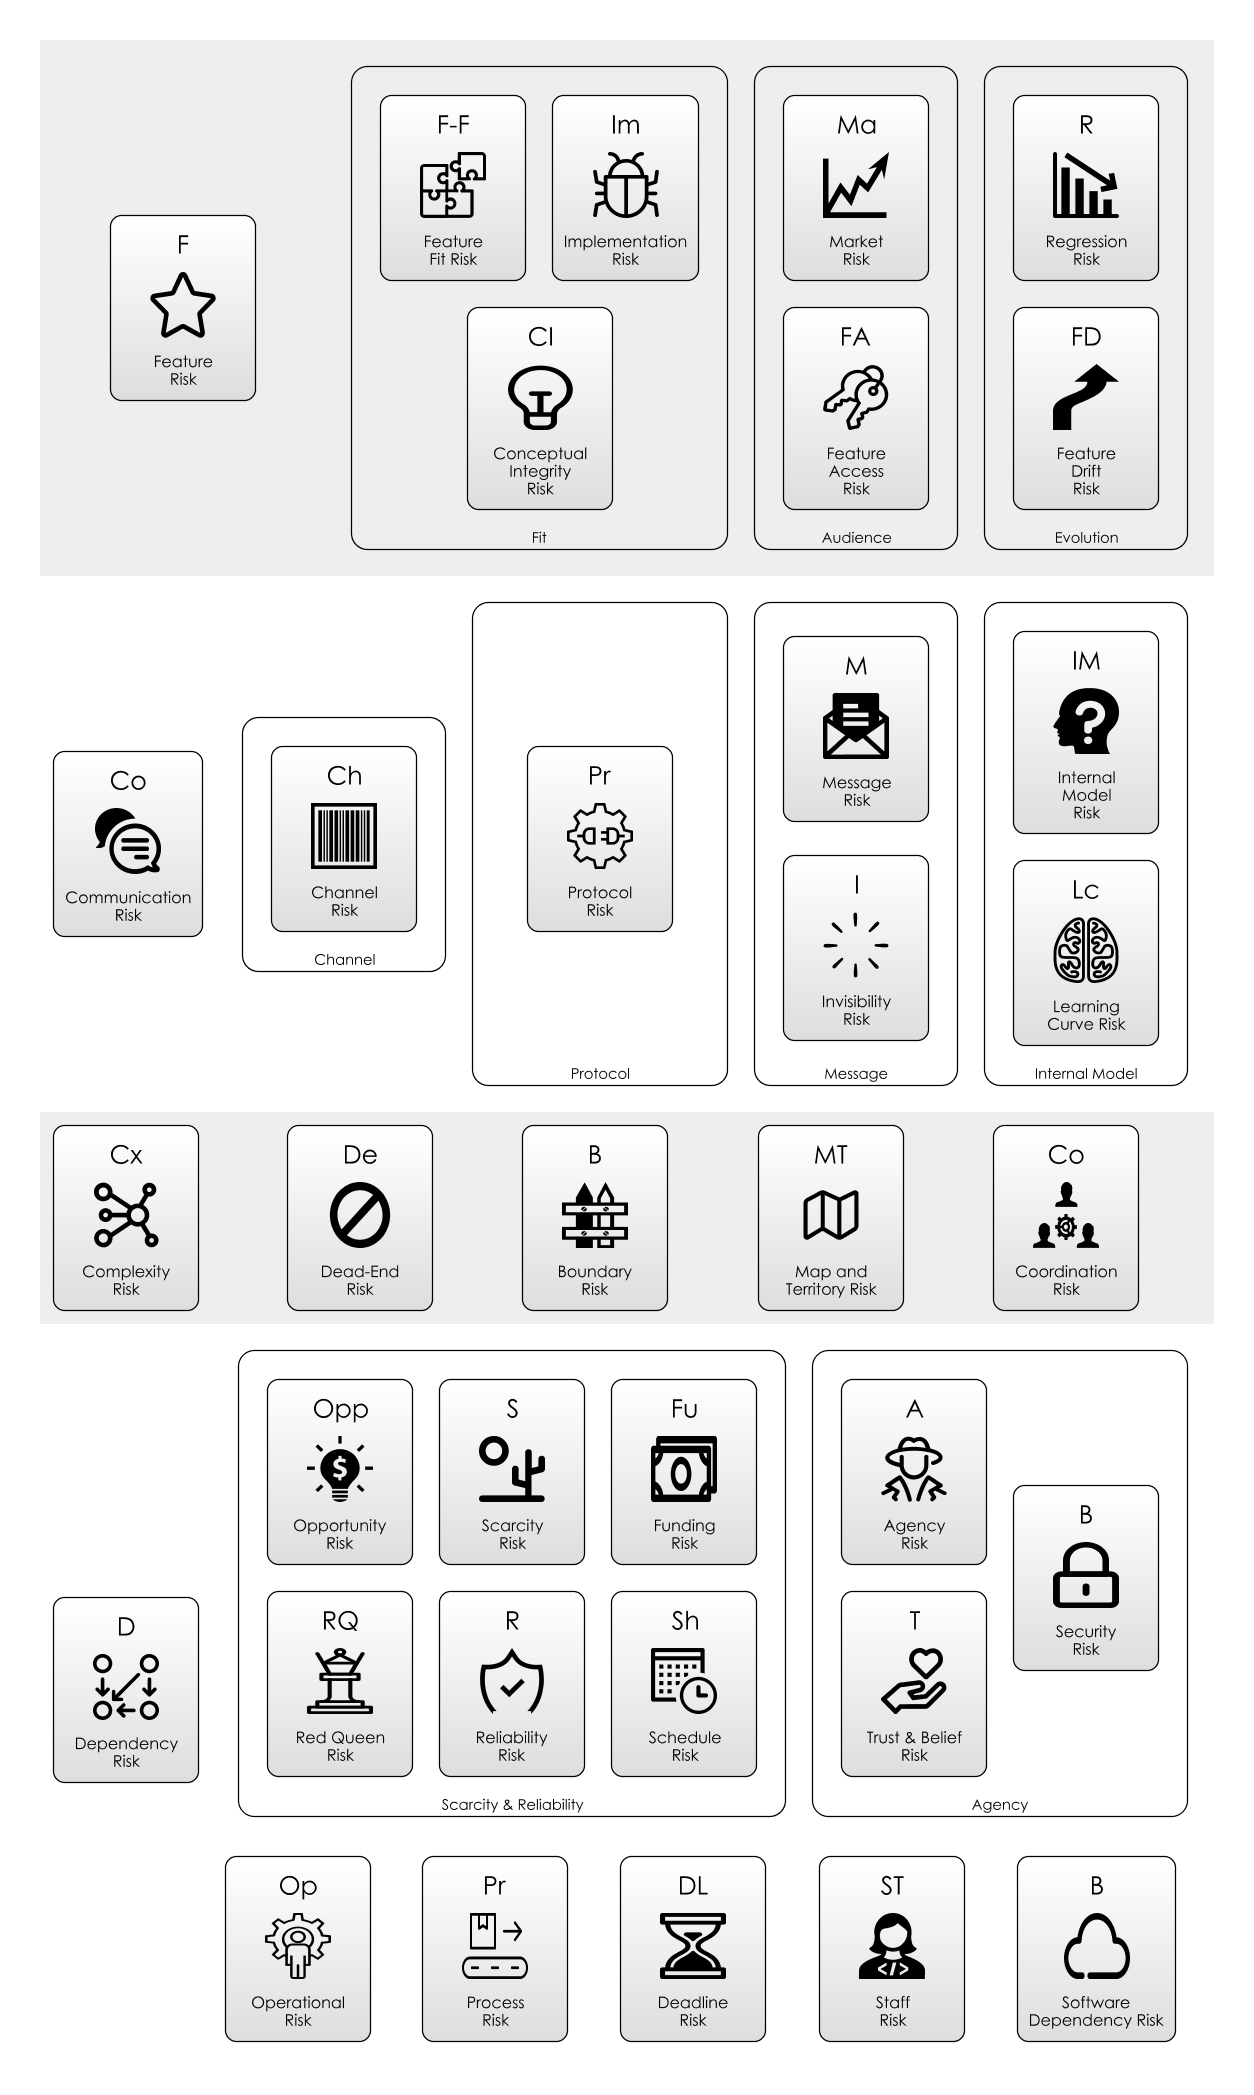 F
Feature
Risk
F-F
Feature
Fit Risk
Im
Implementation
Risk
CI
Conceptual
Integrity
Risk
Fit
Ma
Market
Risk
FA
Feature
Access
Risk
Audience
R
Regression
Risk
FD
Feature
Drift
Risk
Evolution
Co
Communication
Risk
Ch
Channel
Risk
Channel
Pr
Protocol
Risk
Protocol
M
Message
Risk
I
Invisibility
Risk
Message
IM
Internal
Model
Risk
Lc
Learning
Curve Risk
Internal Model
Cx
Complexity
Risk
De
Dead-End
Risk
B
Boundary
Risk
MT
Map and
Territory Risk
Co
Coordination
Risk
D
Dependency
Risk
Opp
Opportunity
Risk
S
Scarcity
Risk
Fu
Funding
Risk
RQ
Red Queen
Risk
R
Reliability
Risk
Sh
Schedule
Risk
Scarcity & Reliability
A
Agency
Risk
B
Security
Risk
T
Trust & Belief
Risk
Agency
Op
Operational
Risk
Pr
Process
Risk
DL
Deadline
Risk
ST
Staff
Risk
B
Software
Dependency Risk